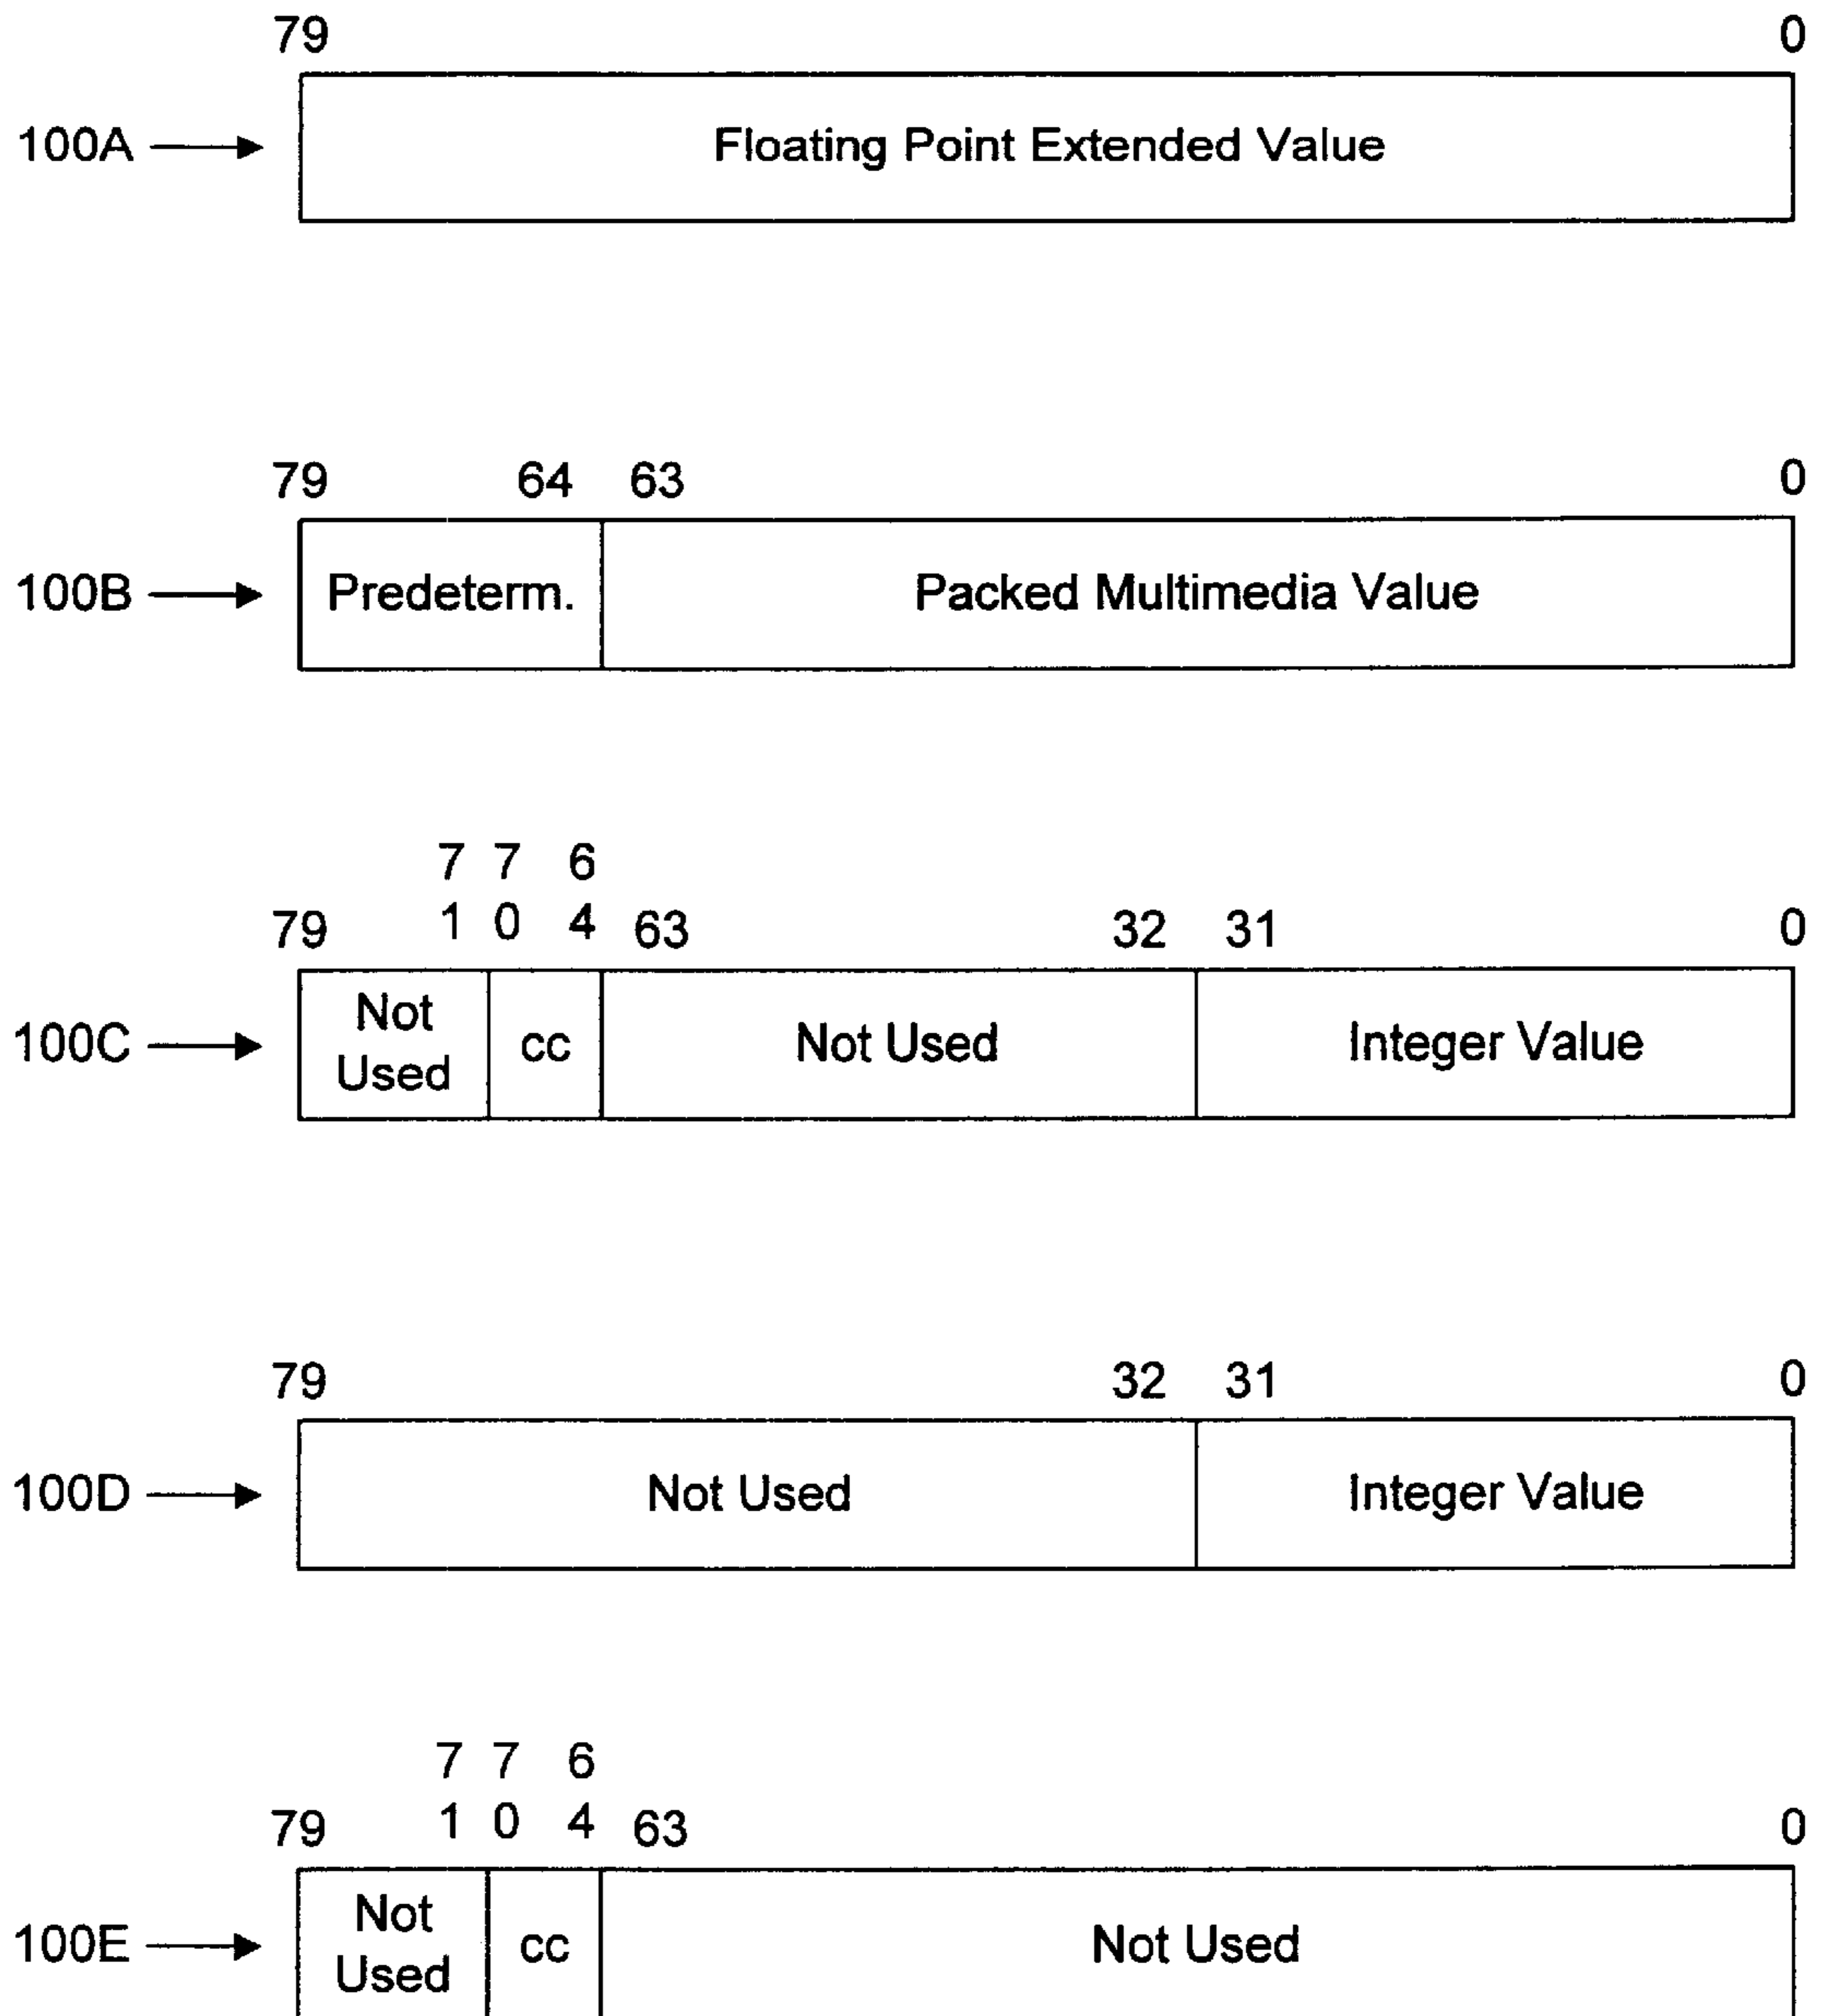 79 0
100A Floating Point Extended Value
79 64 63 0
100B Predeterm. Packed Multimedia Value
7 7 6
79 1 0 4 63 32 31 0
Not
100C cc Not Used Integer Value
Used
79 32 31 0
100D Not Used Integer Value
7 7 6
79 1 0 4 63 0
Not
100E cc Not Used
Used